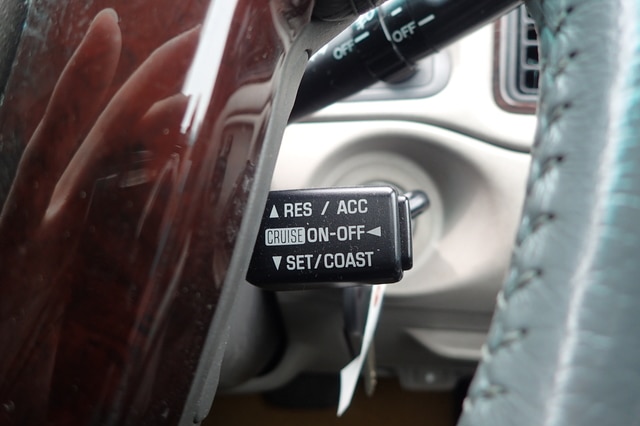 OFF OFF
▲ RES / ACC
CRUISE ON-OFF ◀
▼ SET/COAST